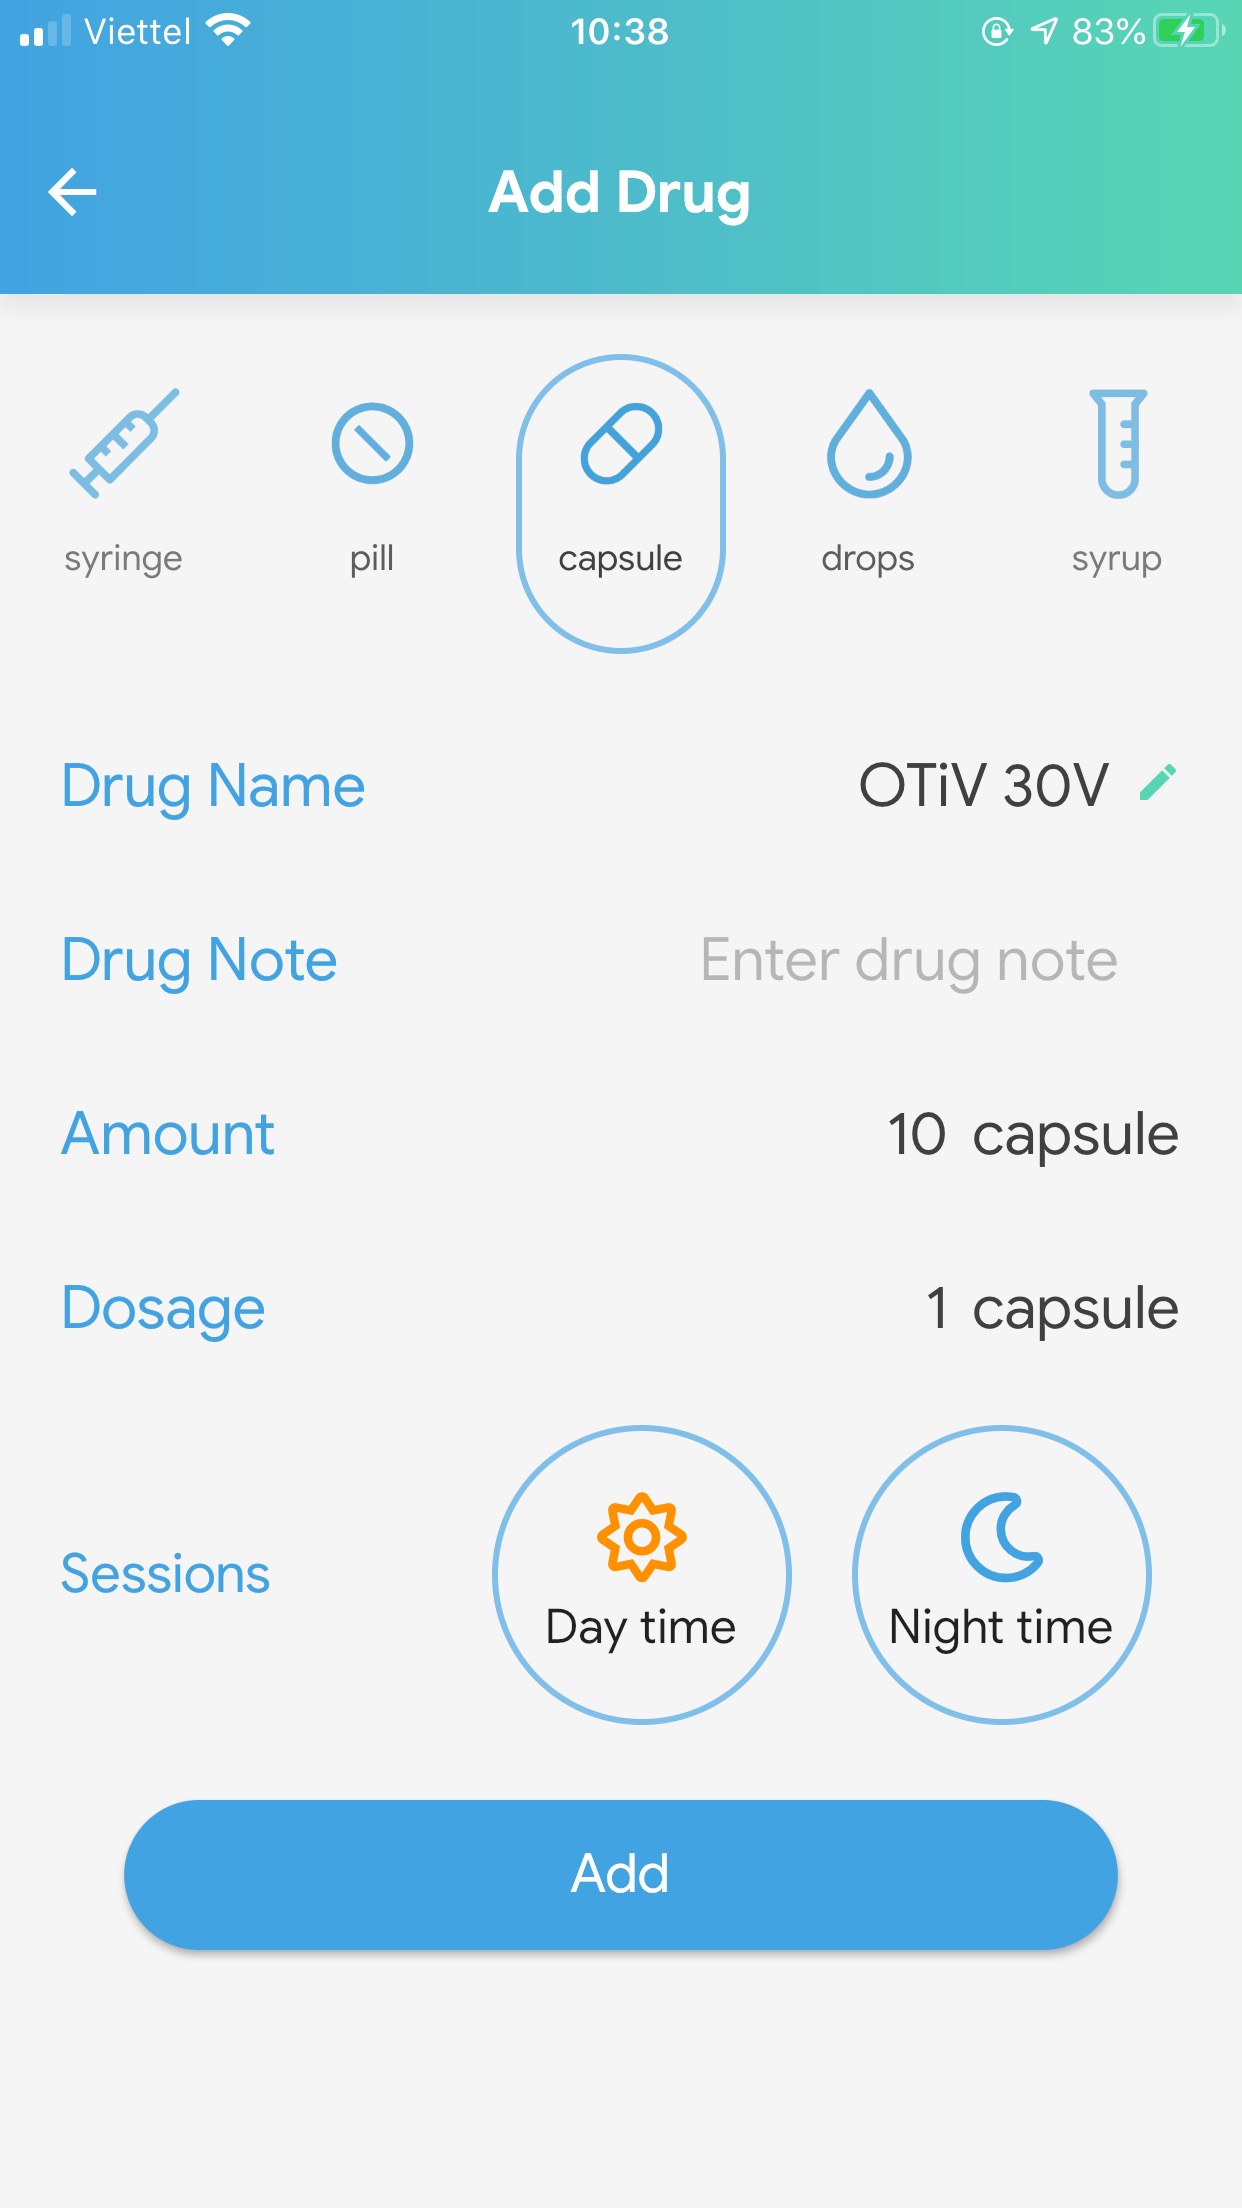 Viettel 10:38 83%
Add Drug
syringe pill capsule drops syrup
Drug Name OTiV 30V
Drug Note Enter drug note
Amount 10 capsule
Dosage 1 capsule
Sessions Day time Night time
Add